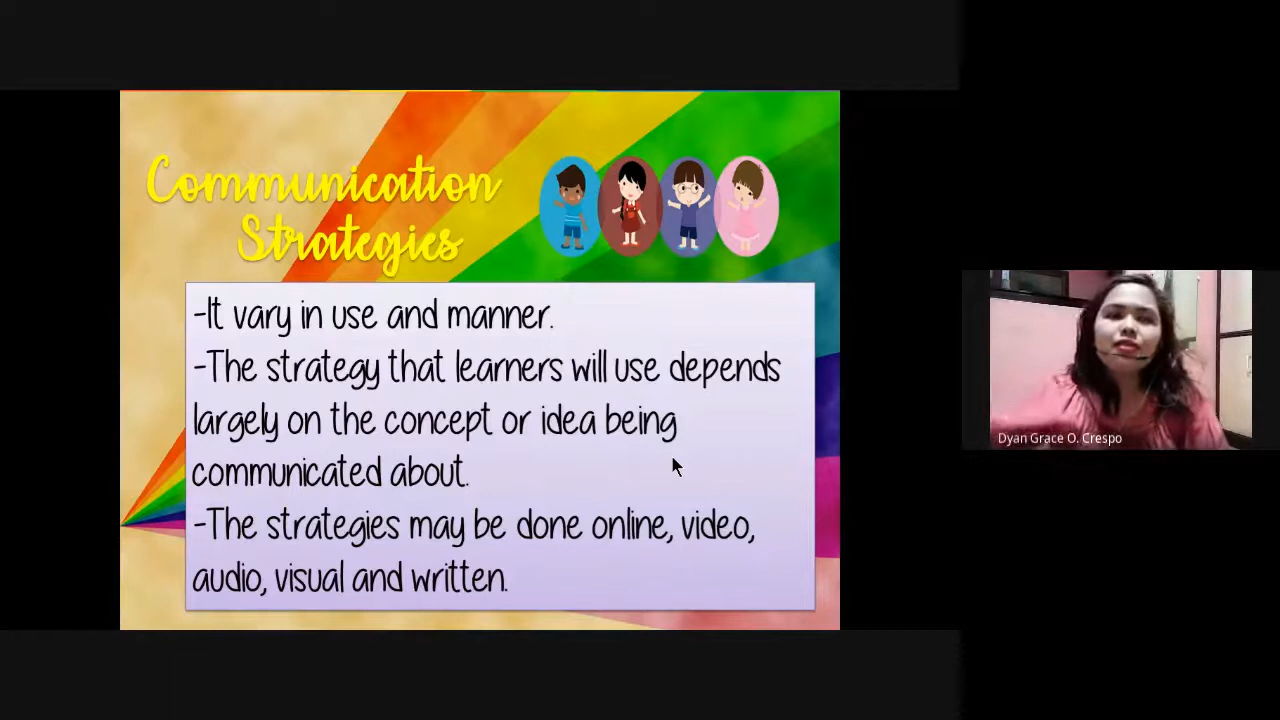 Communication
Strategies
-It vary in use and manner.
-The strategy that learners will use depends
largely on the concept or idea being
communicated about.
-The strategies may be done online, video,
audio, visual and written.
Dyan Grace O. Crespo